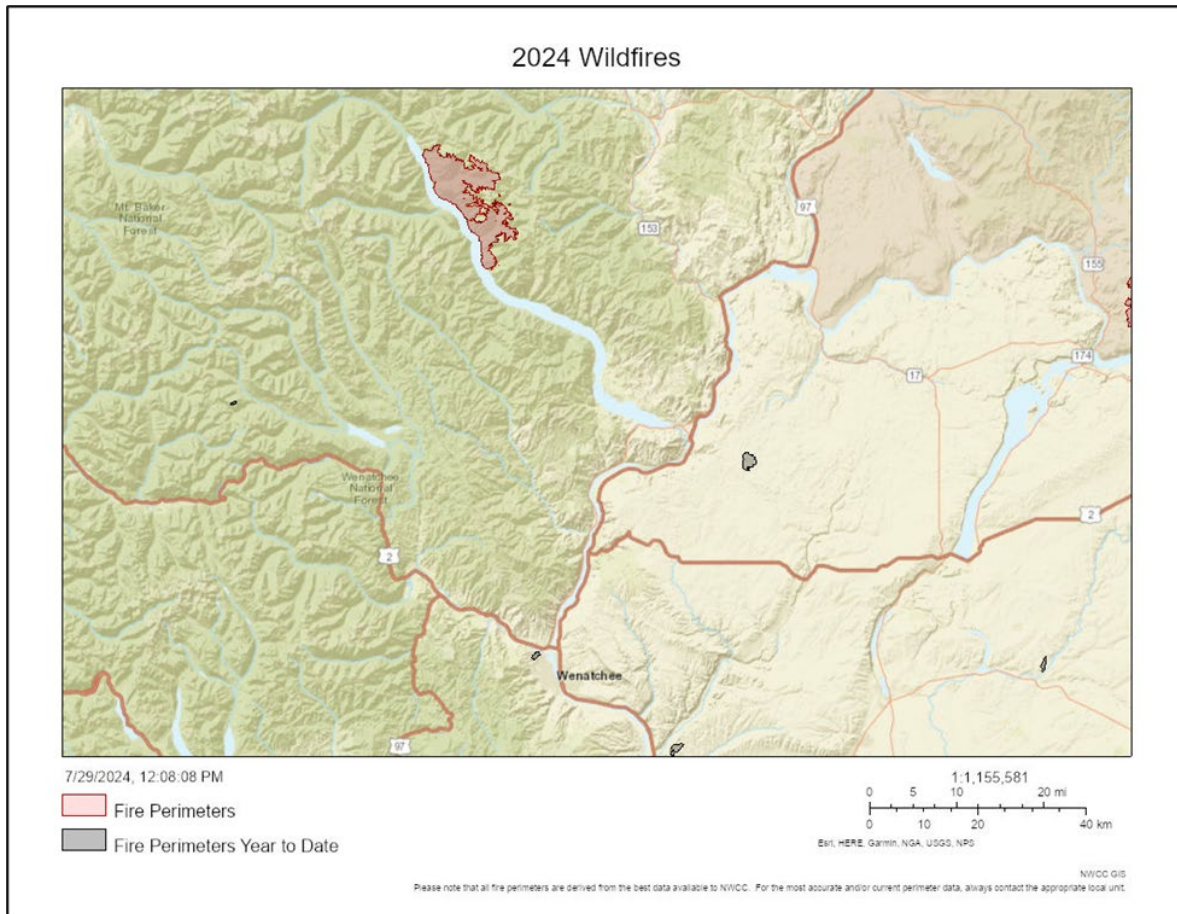 2024 Wildfires
Mt. Baker
National
Forest
153
97
155
174
17
Wenatchee
National
Forest
2
2
Wenatchee
97
7/29/2024, 12:08:08 PM
1:1,155,581
0 5 10 20 mi
0 10 20 40 km
Fire Perimeters
Fire Perimeters Year to Date
Esri, HERE, Garmin, NGA, USGS, NPS
NWCC GIS
Please note that all fire perimeters are derived from the best data available to NWCC. For the most accurate and/or current perimeter data, always contact the appropriate local unit.